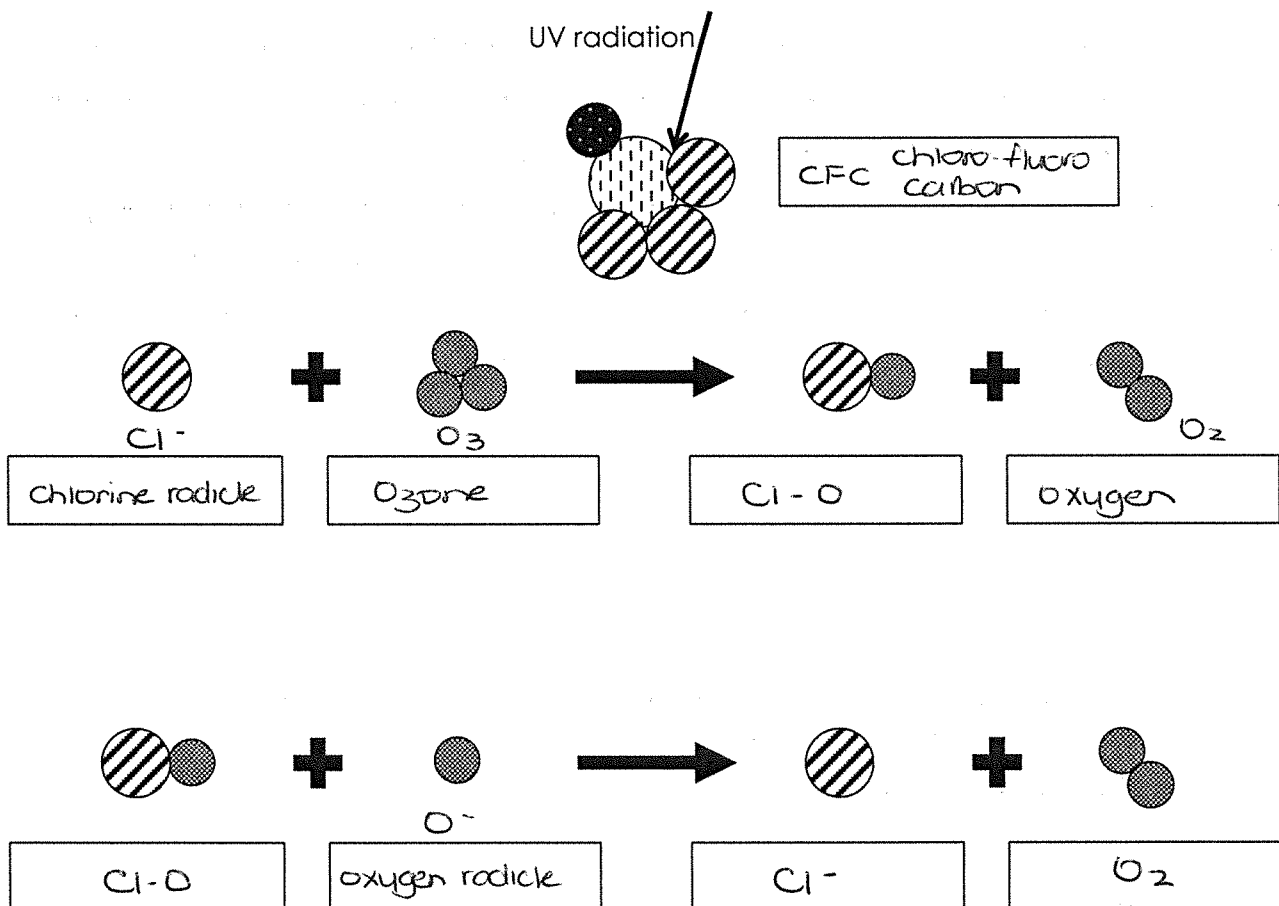 UV radiation
CFC chloro-fluoro
carbon
Cl -
O3
O2
chlorine radicle
Ozone
Cl - O
oxygen
O -
Cl-O
oxygen radicle
Cl -
O2